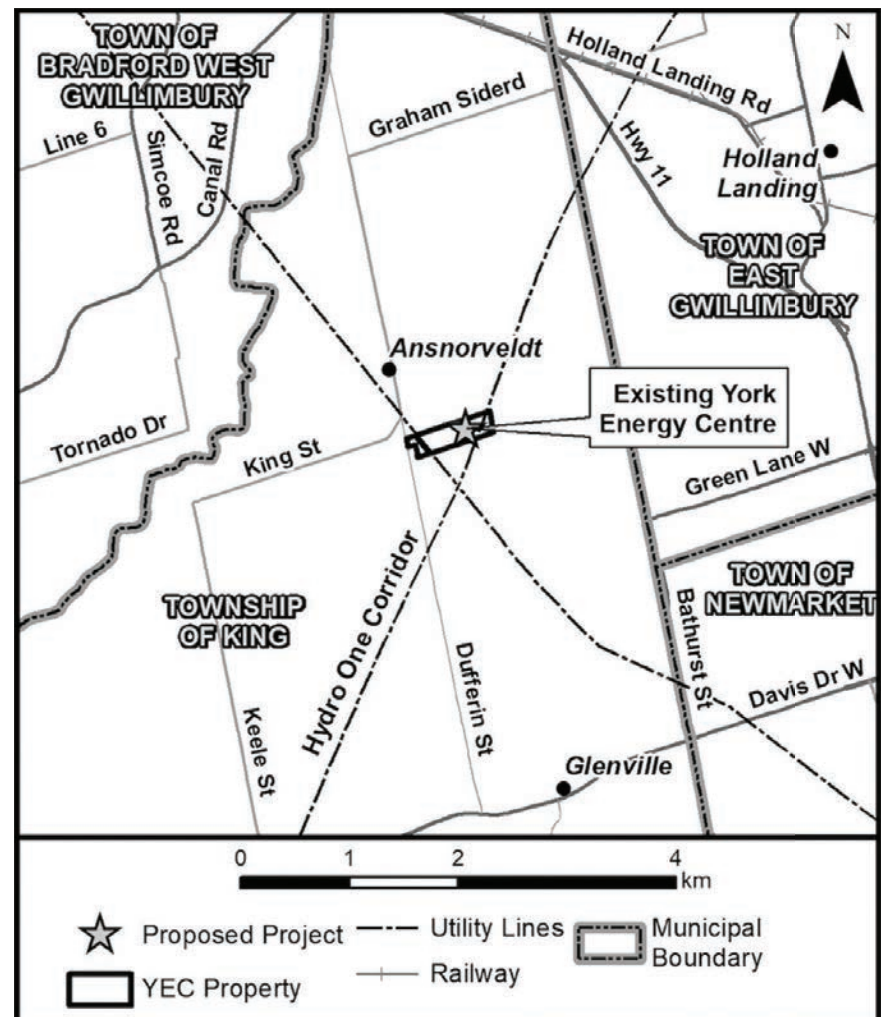 TOWN OF
BRADFORD WEST
GWILLIMBURY
Holland Landing Rd
N
Line 6
Simcoe Rd
Canal Rd
Graham Siderd
Hwy 11
Holland
Landing
TOWN OF
EAST
GWILLIMBURY
Ansnorveldt
Existing York
Energy Centre
Tornado Dr
King St
Green Lane W
TOWNSHIP
OF KING
Hydro One Corridor
TOWN OF
NEWMARKET
Bathurst St
Dufferin St
Davis Dr W
Keele St
Glenville
0 1 2 4
km
Proposed Project
Utility Lines
Municipal
Boundary
YEC Property
Railway